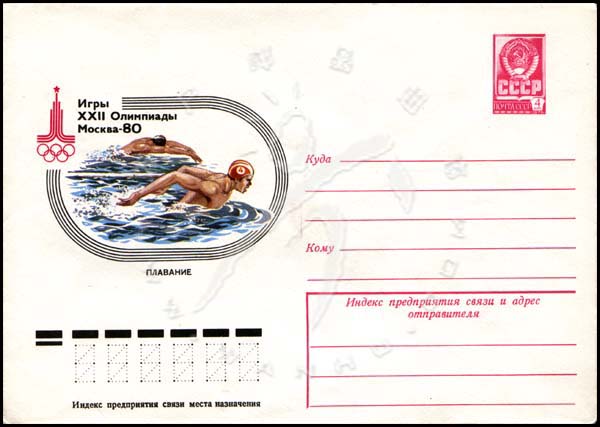 Игры
XXII Олимпиады
Москва-80
ПЛАВАНИЕ
СССР
ПОЧТА СССР
4
Куда
Кому
Индекс предприятия связи и адрес
отправителя
Индекс предприятия связи места назначения